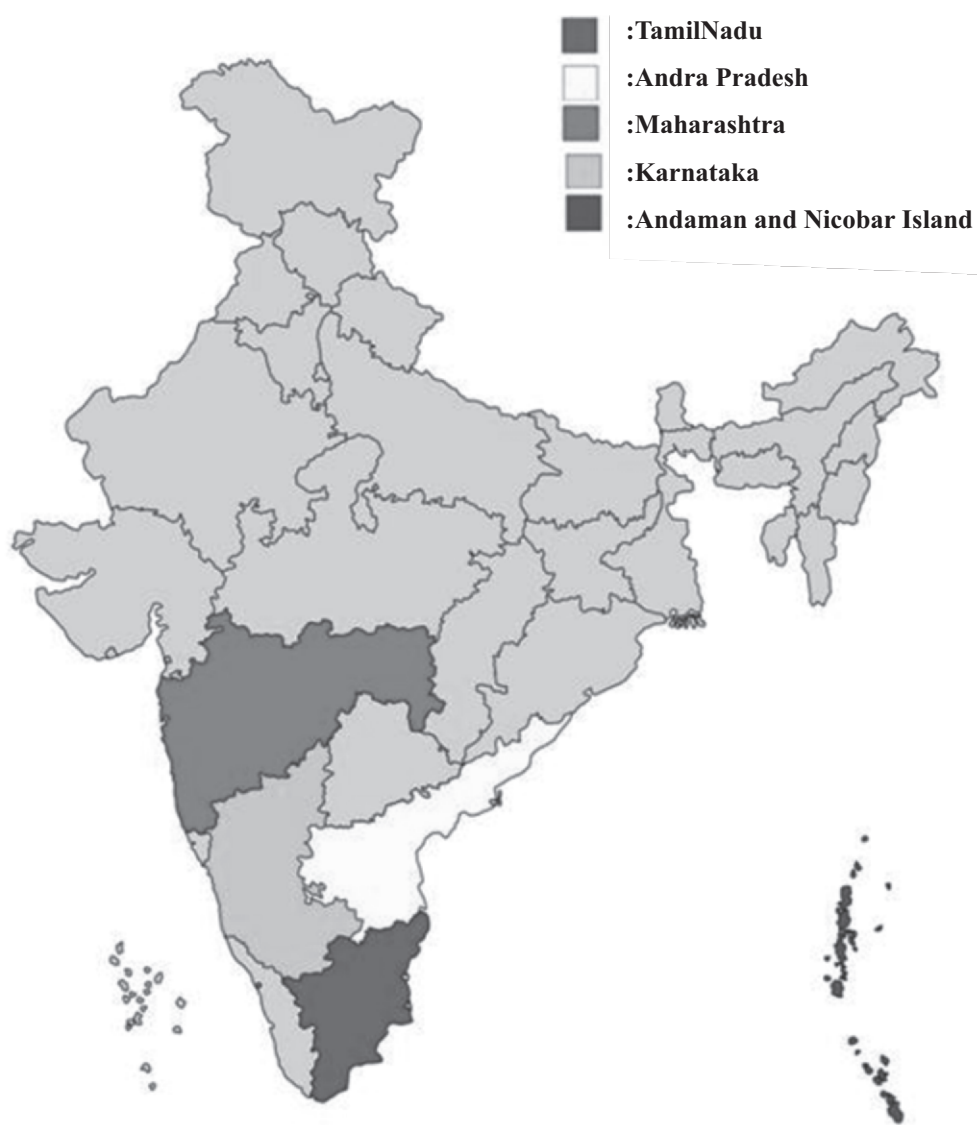 :TamilNadu
:Andra Pradesh
:Maharashtra
:Karnataka
:Andaman and Nicobar Island